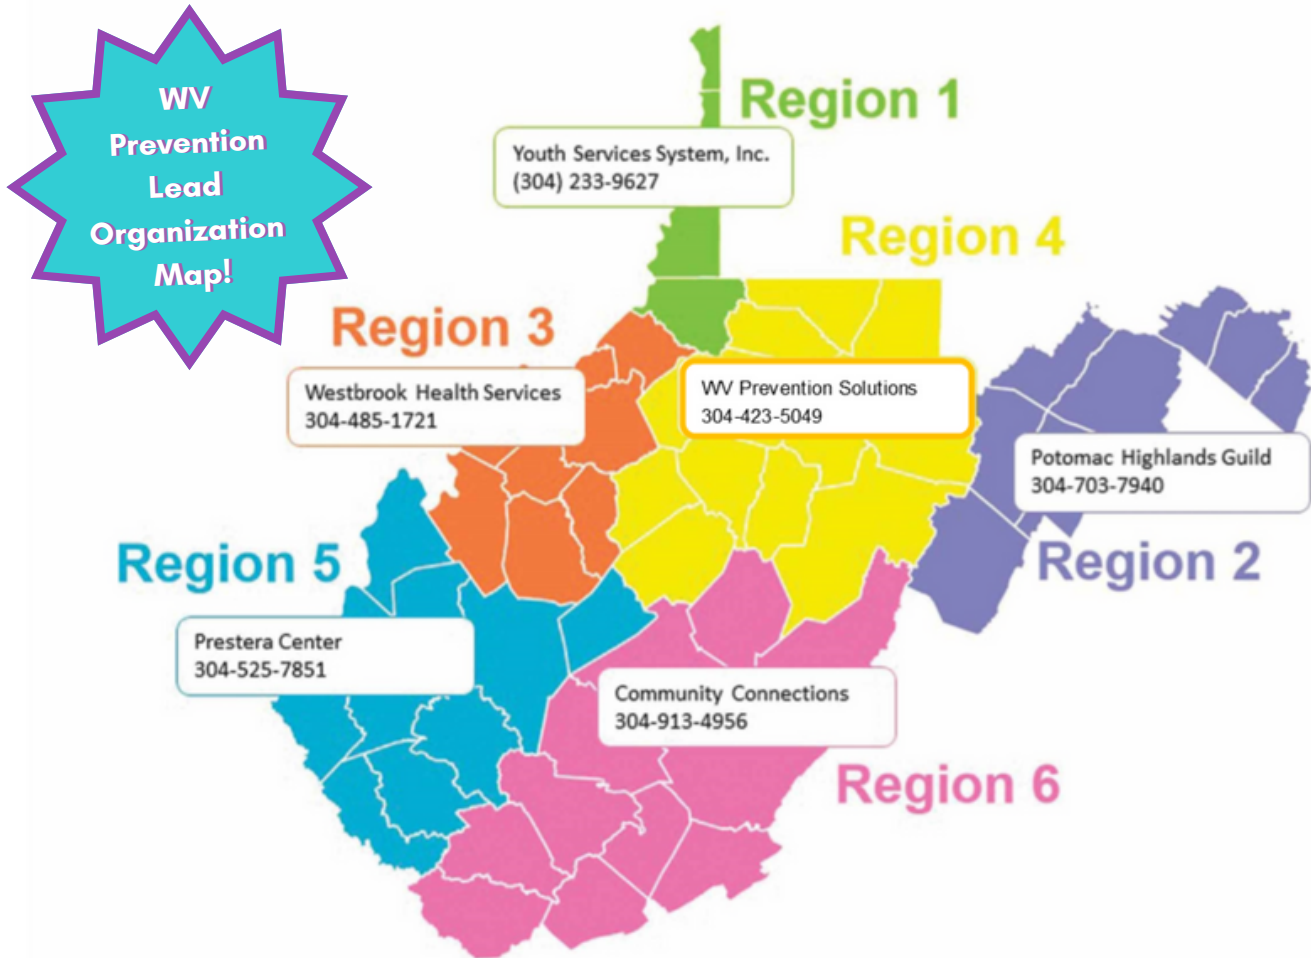 WV
Prevention
Lead
Organization
Map!
Region 1
Youth Services System, Inc.
(304) 233-9627
Region 4
WV Prevention Solutions
304-423-5049
Region 3
Westbrook Health Services
304-485-1721
Potomac Highlands Guild
304-703-7940
Region 2
Region 5
Prestera Center
304-525-7851
Community Connections
304-913-4956
Region 6